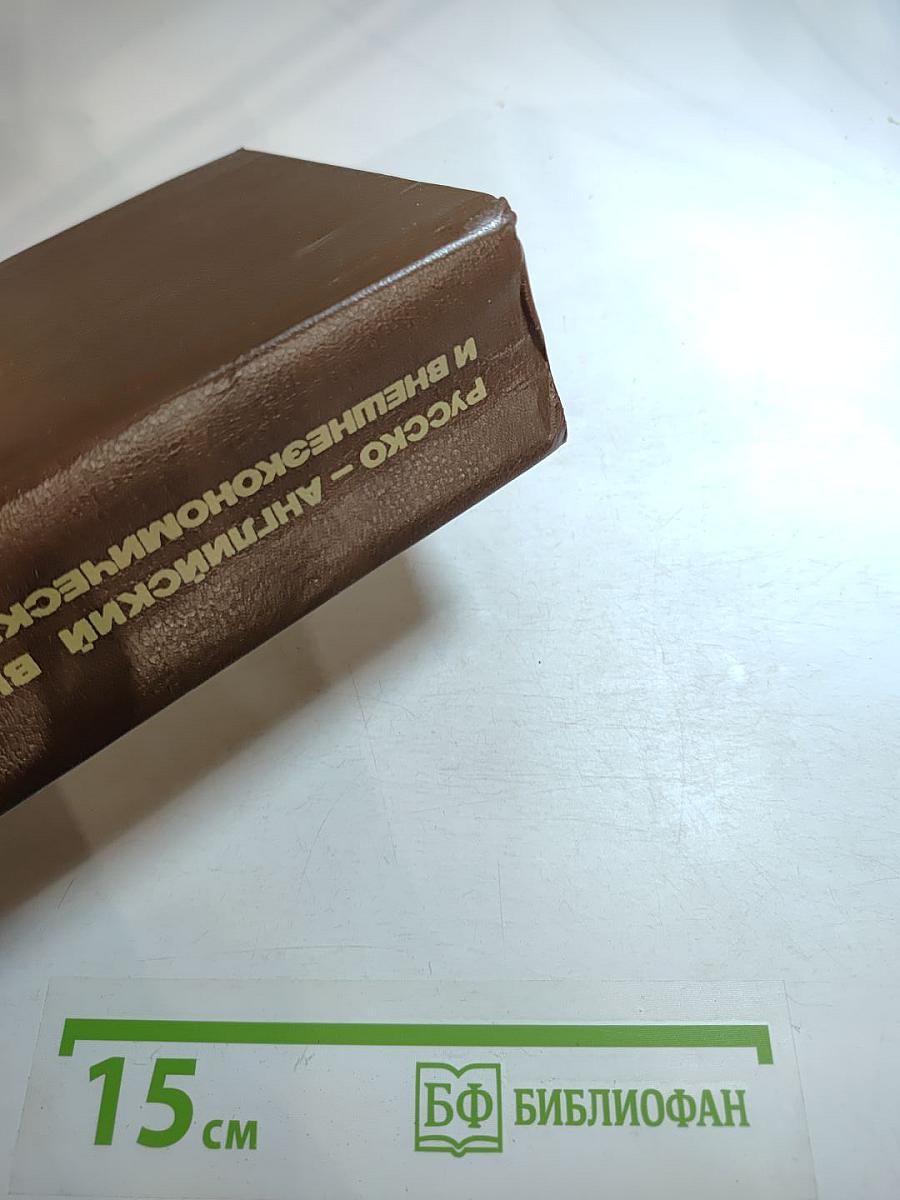 РУССКО – АНГЛИЙСКИЙ
И ВНЕШНЕЭКОНОМИЧЕСК
15 см
БФ БИБЛИОФАН